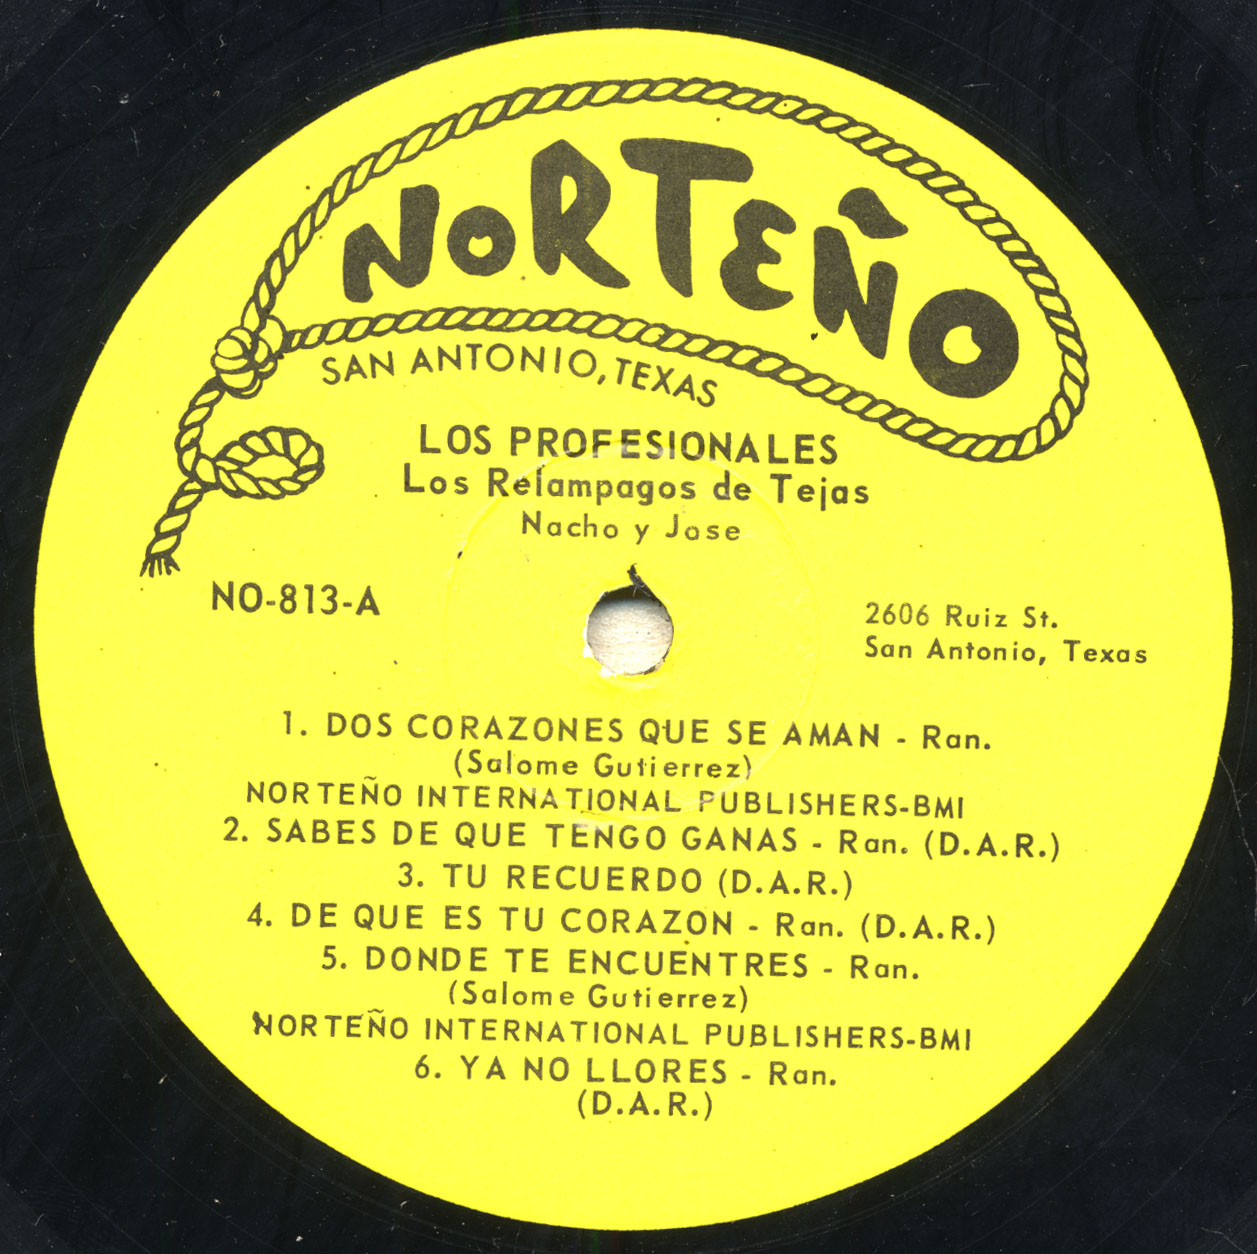 NORTEÑO
SAN ANTONIO, TEXAS
LOS PROFESIONALES
Los Relampagos de Tejas
Nacho y Jose
NO-813-A
2606 Ruiz St.
San Antonio, Texas
1. DOS CORAZONES QUE SE AMAN - Ran.
(Salome Gutierrez)
NORTEÑO INTERNATIONAL PUBLISHERS-BMI
2. SABES DE QUE TENGO GANAS - Ran. (D.A.R.)
3. TU RECUERDO (D.A.R.)
4. DE QUE ES TU CORAZON - Ran. (D.A.R.)
5. DONDE TE ENCUENTRES - Ran.
(Salome Gutierrez)
NORTEÑO INTERNATIONAL PUBLISHERS-BMI
6. YA NO LLORES - Ran.
(D.A.R.)